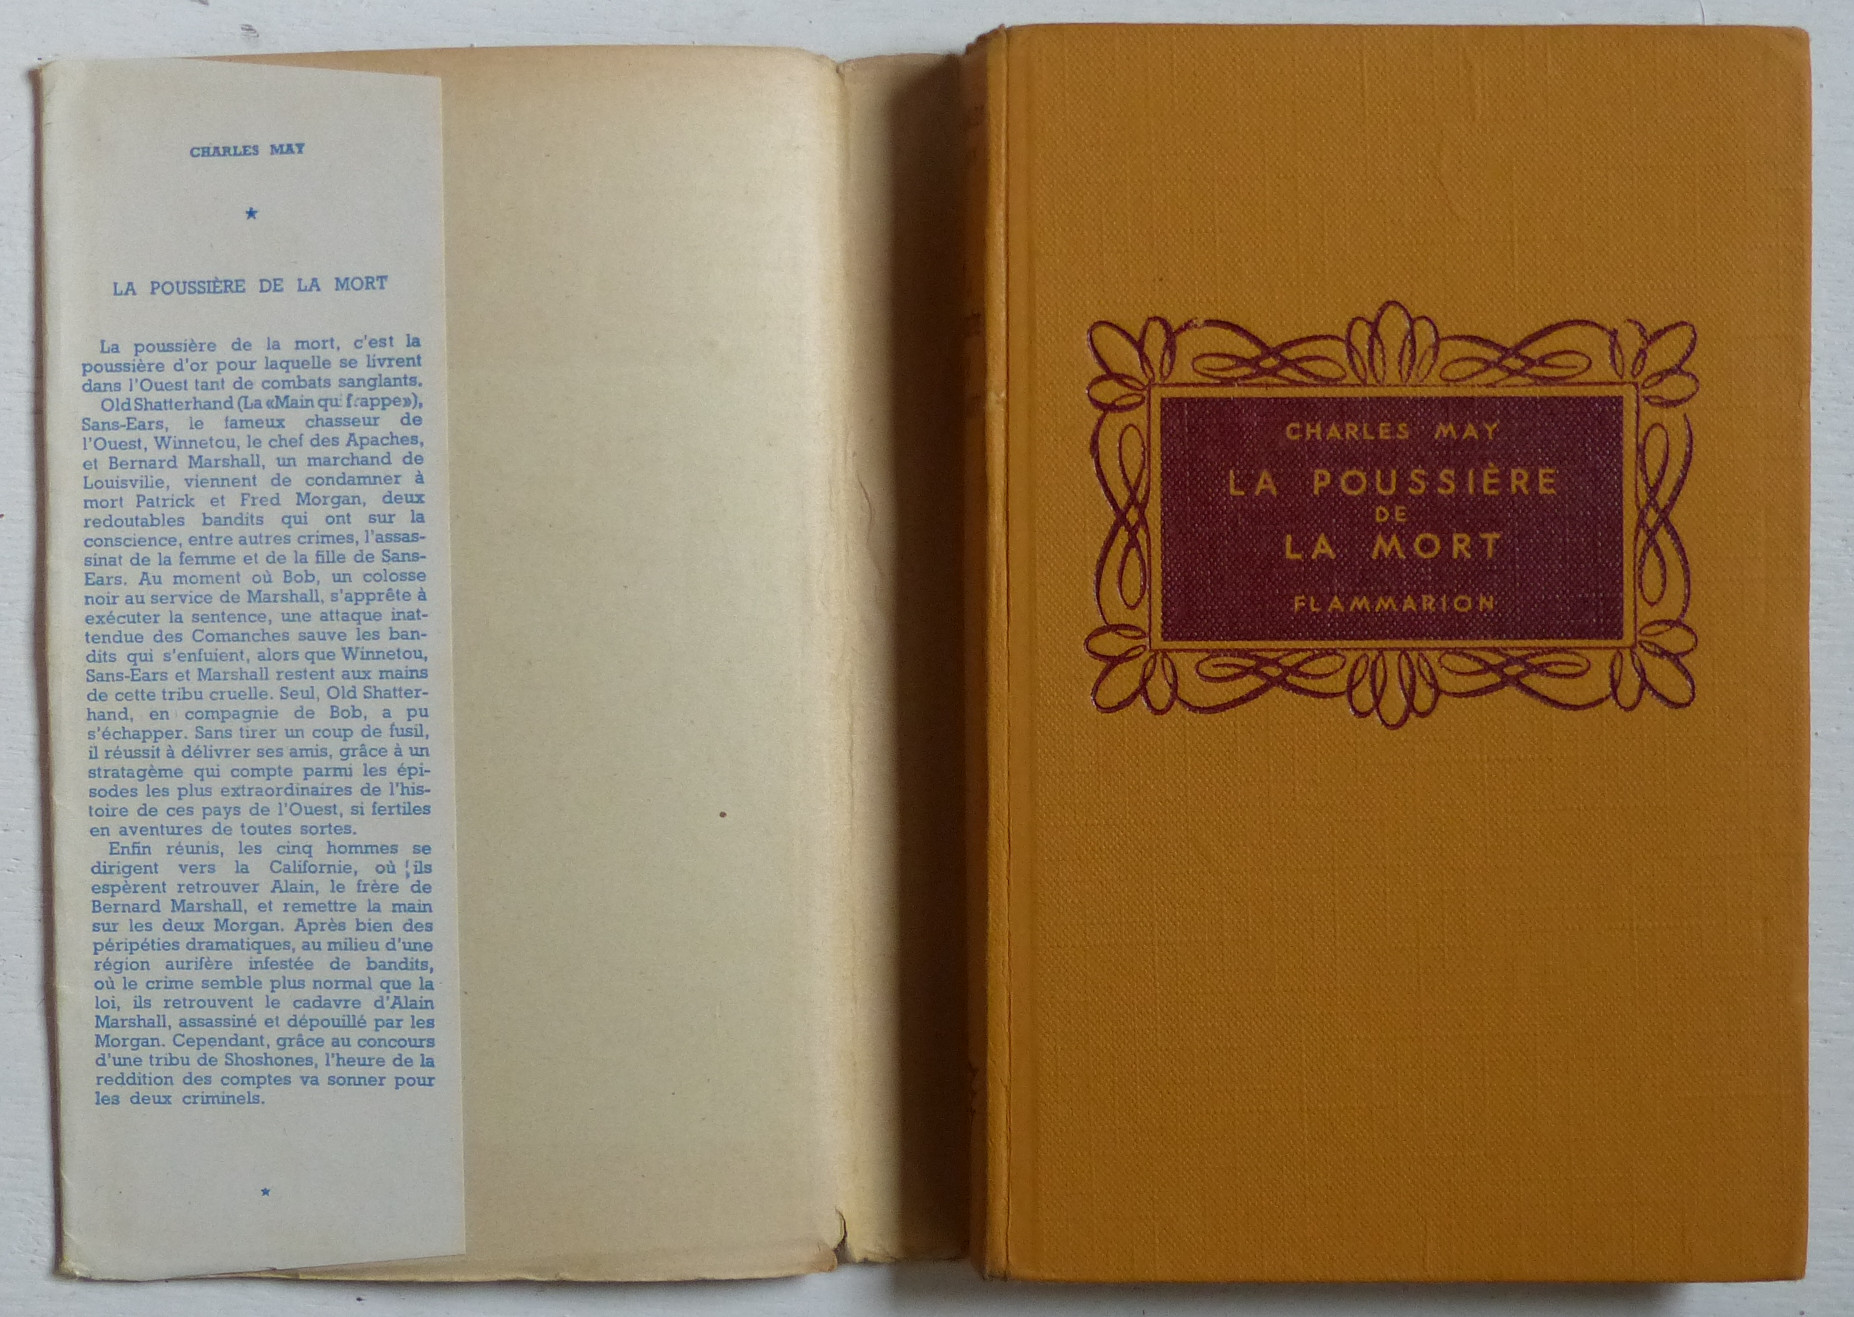 CHARLES MAY
★
LA POUSSIÈRE DE LA MORT
La poussière de la mort, c'est la
poussière d'or pour laquelle se livrent
dans l'Ouest tant de combats sanglants.
Old Shatterhand (La «Main qui frappe»),
Sans-Ears, le fameux chasseur de
l'Ouest, Winnetou, le chef des Apaches,
et Bernard Marshall, un marchand de
Louisville, viennent de condamner à
mort Patrick et Fred Morgan, deux
redoutables bandits qui ont sur la
conscience, entre autres crimes, l'assas-
sinat de la femme et de la fille de Sans-
Ears. Au moment où Bob, un colosse
noir au service de Marshall, s'apprête à
exécuter la sentence, une attaque inat-
tendue des Comanches sauve les ban-
dits qui s'enfuient, alors que Winnetou,
Sans-Ears et Marshall restent aux mains
de cette tribu cruelle. Seul, Old Shatter-
hand, en compagnie de Bob, a pu
s'échapper. Sans tirer un coup de fusil,
il réussit à délivrer ses amis, grâce à un
stratagème qui compte parmi les épi-
sodes les plus extraordinaires de l'his-
toire de ces pays de l'Ouest, si fertiles
en aventures de toutes sortes.
Enfin réunis, les cinq hommes se
dirigent vers la Californie, où ils
espèrent retrouver Alain, le frère de
Bernard Marshall, et remettre la main
sur les deux Morgan. Après bien des
péripéties dramatiques, au milieu d'une
région aurifère infestée de bandits,
où le crime semble plus normal que la
loi, ils retrouvent le cadavre d'Alain
Marshall, assassiné et dépouillé par les
Morgan. Cependant, grâce au concours
d'une tribu de Shoshones, l'heure de la
reddition des comptes va sonner pour
les deux criminels.
★
CHARLES MAY
LA POUSSIÈRE
DE
LA MORT
FLAMMARION